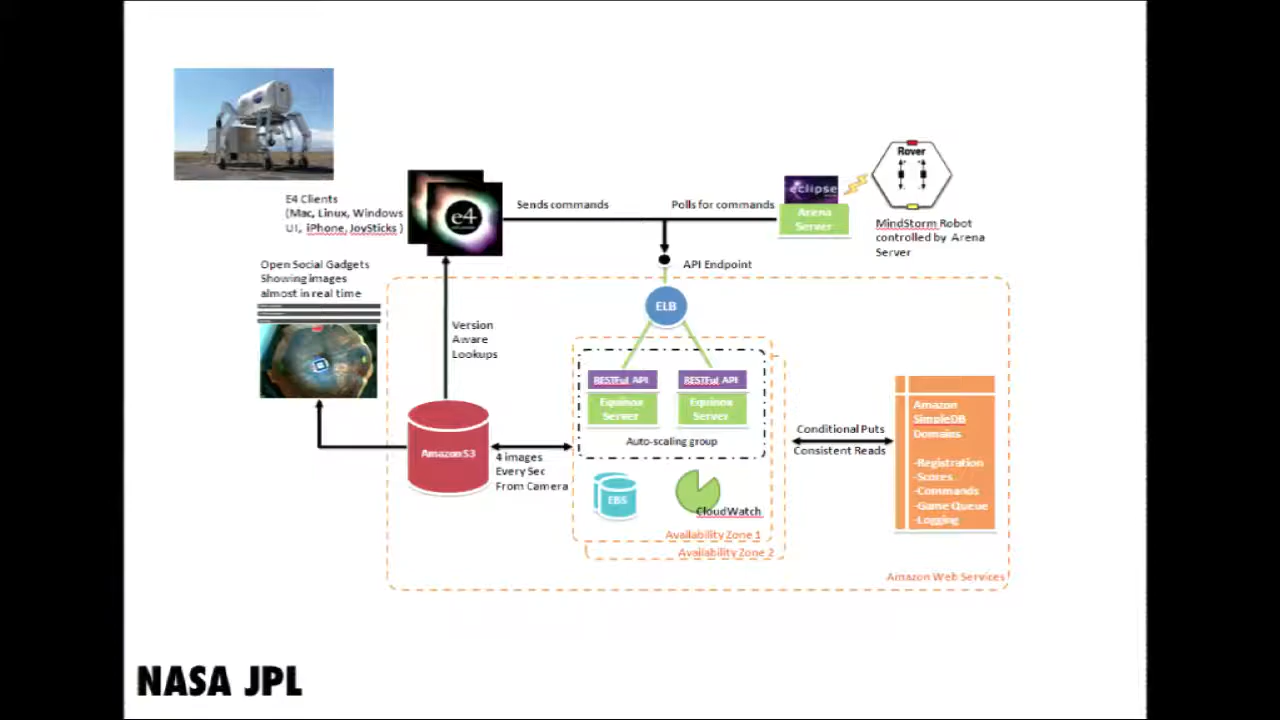 Rover
eclipse
Arena
Server
MindStorm Robot
controlled by Arena
Server
E4 Clients
(Mac, Linux, Windows
UI, iPhone, JoySticks )
e4
Sends commands
Polls for commands
API Endpoint
Open Social Gadgets
Showing images
almost in real time
Version
Aware
Lookups
ELB
RESTful API
RESTful API
Equinox
Server
Equinox
Server
Auto-scaling group
Amazon S3
4 images
Every Sec
From Camera
EBS
CloudWatch
Availability Zone 1
Availability Zone 2
Conditional Puts
Consistent Reads
Amazon
SimpleDB
Domains
-Registration
-Scores
-Commands
-Game Queue
-Logging
Amazon Web Services
NASA JPL